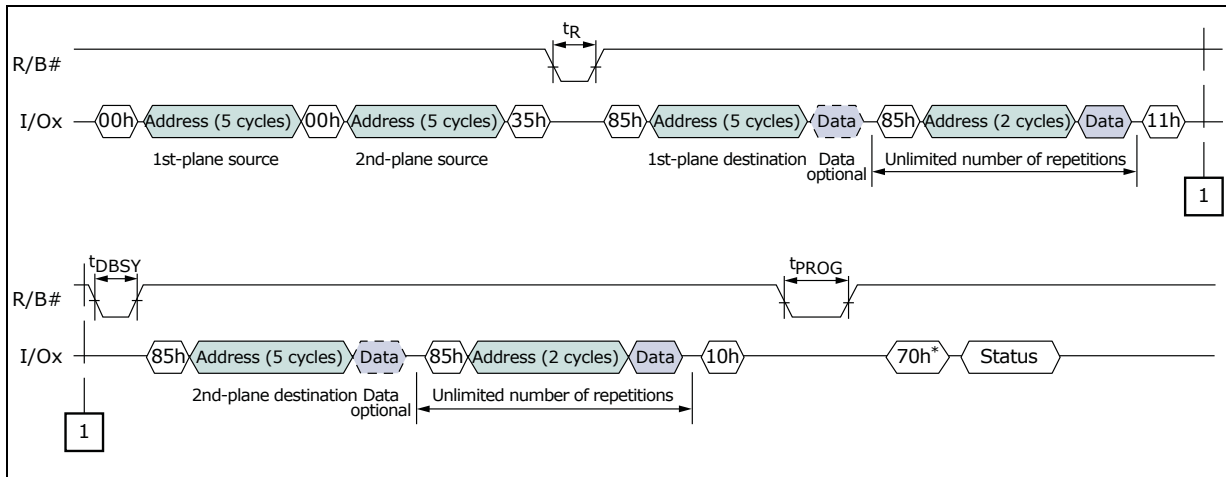 tR
R/B#
I/Ox 00h Address (5 cycles) 00h Address (5 cycles) 35h 85h Address (5 cycles) Data 85h Address (2 cycles) Data 11h
1st-plane source 2nd-plane source 1st-plane destination Data optional Unlimited number of repetitions
1
tDBSY tPROG
R/B#
I/Ox 85h Address (5 cycles) Data 85h Address (2 cycles) Data 10h 70h* Status
2nd-plane destination Data optional Unlimited number of repetitions
1